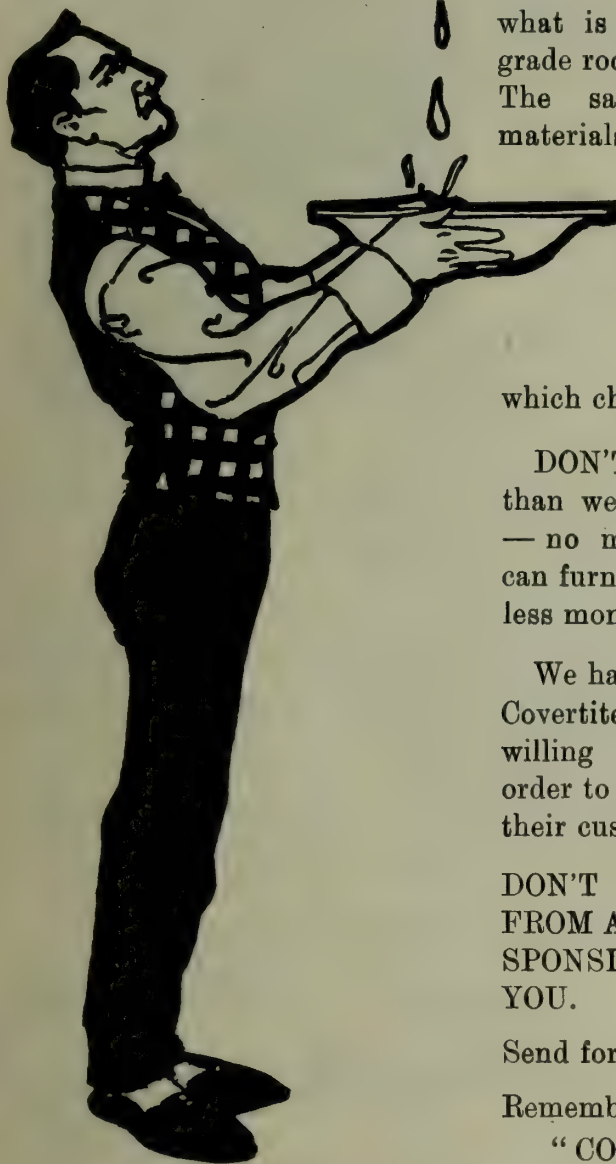 what is
grade roo
The sa
materials
which ch
DON'T
than we
— no m
can furn
less mor
We ha
Covertite
willing
order to
their cus
DON'T
FROM A
SPONSI
YOU.
Send for
Rememb
" CO